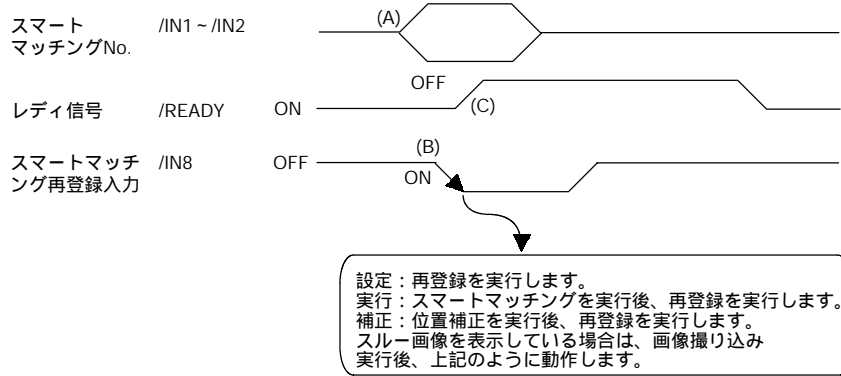 スマート
マッチングNo.
/IN1 ~ /IN2
(A)
OFF
レディ信号 /READY ON
(C)
(B)
スマートマッチ
ング再登録入力
/IN8 OFF
ON
設定：再登録を実行します。
実行：スマートマッチングを実行後、再登録を実行します。
補正：位置補正を実行後、再登録を実行します。
スルー画像を表示している場合は、画像撮り込み
実行後、上記のように動作します。